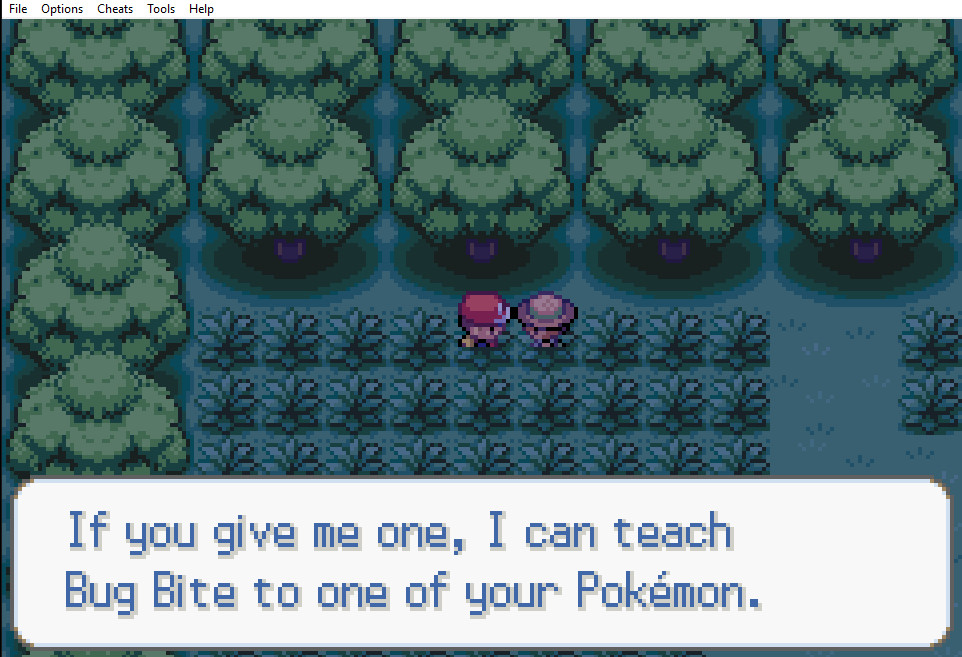 File Options Cheats Tools Help
If you give me one, I can teach
Bug Bite to one of your Pokémon.